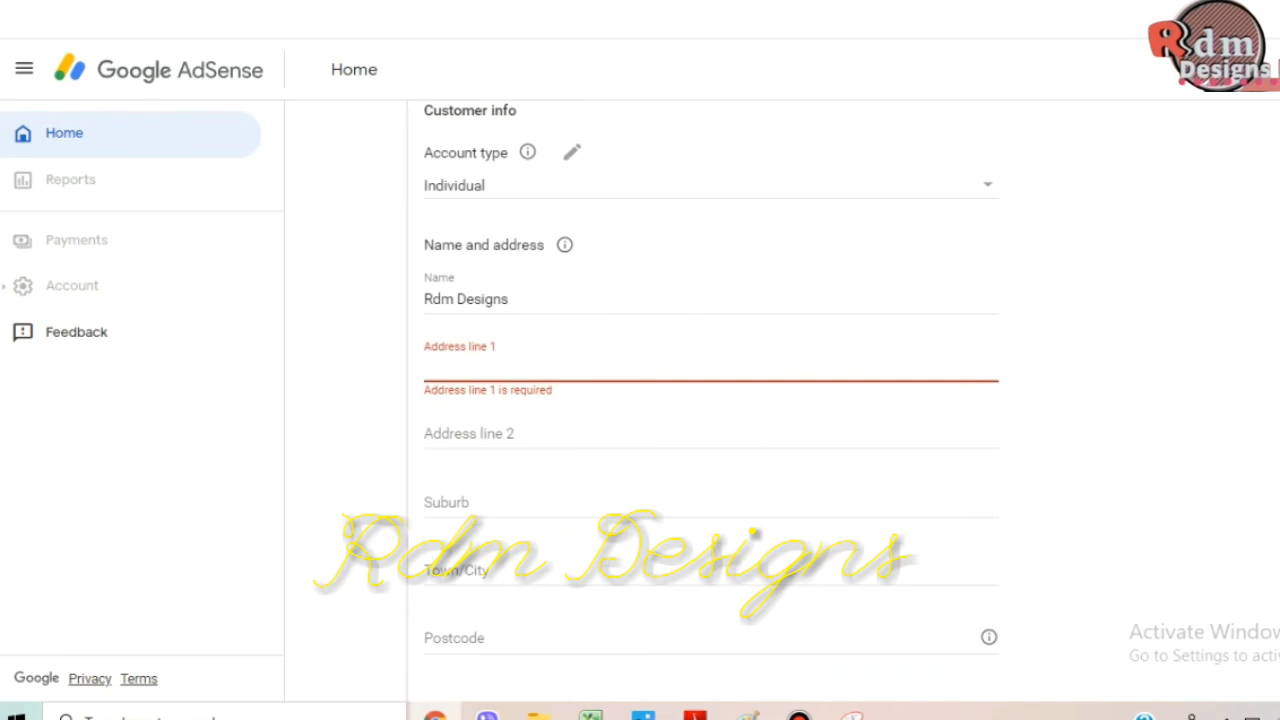 Rdm
Designs
Google AdSense
Home
Home
Reports
Payments
Account
Feedback
Customer info
Account type
Individual
Name and address
Name
Rdm Designs
Address line 1
Address line 1 is required
Address line 2
Suburb
Rdm Designs
Town/City
Postcode
Activate Window
Go to Settings to activ
Google Privacy Terms